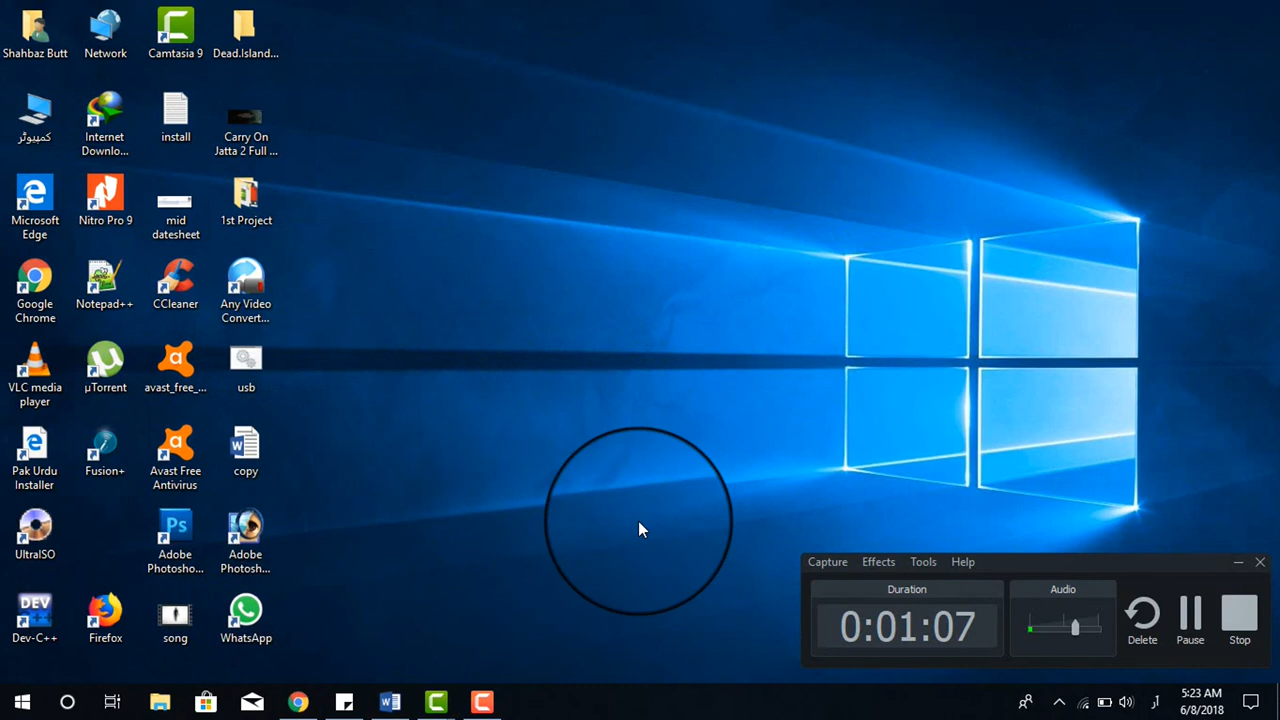 Shahbaz Butt
Network
Camtasia 9
Dead.Island...
کمپیوٹر
Internet
Downlo...
install
Carry On
Jatta 2 Full ...
Microsoft
Edge
Nitro Pro 9
mid
datesheet
1st Project
Google
Chrome
Notepad++
CCleaner
Any Video
Convert...
VLC media
player
µTorrent
avast_free_...
usb
Pak Urdu
Installer
Fusion+
Avast Free
Antivirus
copy
UltraISO
Ps
Adobe
Photosho...
Adobe
Photosh...
DEV
Dev-C++
Firefox
song
WhatsApp
Capture Effects Tools Help
Duration
Audio
0:01:07
Delete
Pause
Stop
اُر
5:23 AM
6/8/2018